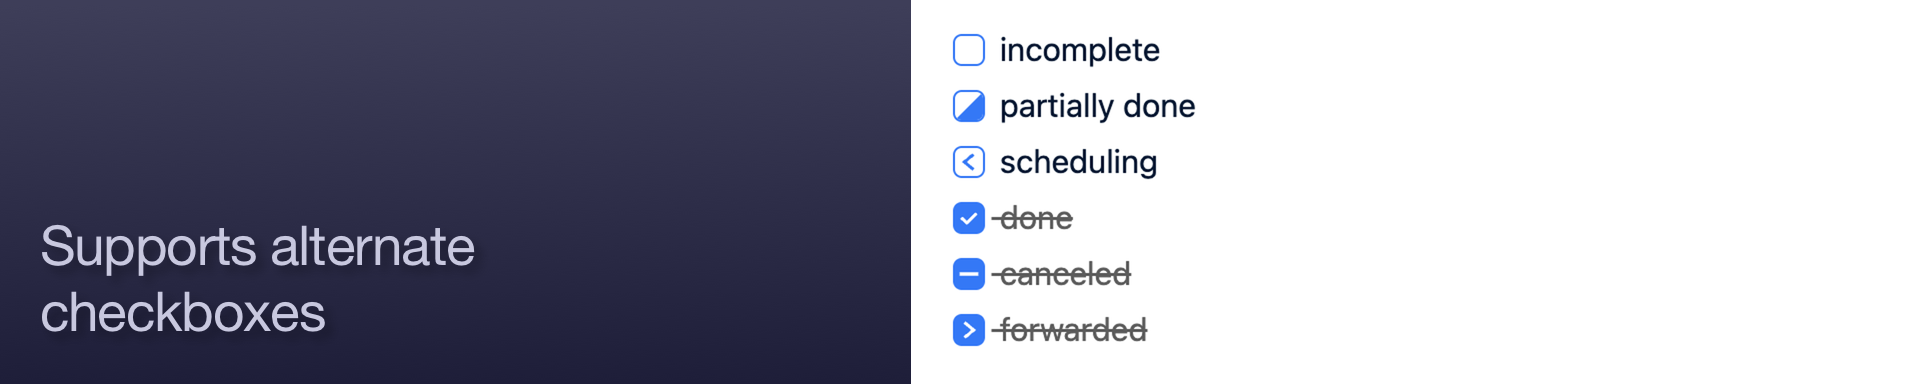 Supports alternate
checkboxes
incomplete
partially done
scheduling
done
canceled
forwarded